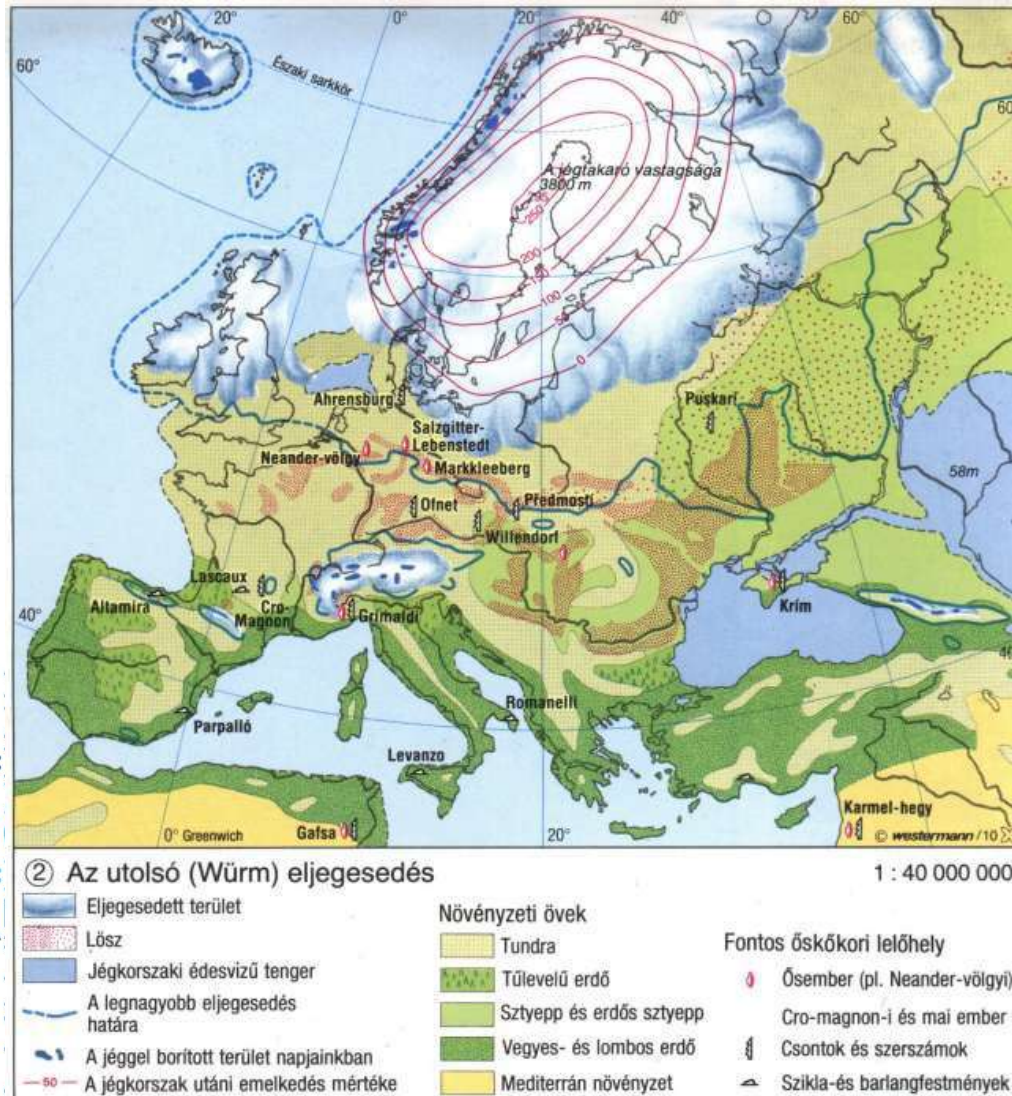 20°
0°
20°
40°
60°
60°
Északi sarkkör
60
A jégtakaró vastagsága
3800 m
250
200
150
100
50
0
Ahrensburg
Puskari
Salzgitter-
Lebenstedt
Neander-völgy
Markkleeberg
58m
Ofnet
Předmosti
Willendorf
Lascaux
Altamira
Cro-
Magnon
Grimaldi
Krím
40°
40
Parpalló
Romanelli
Levanzo
0° Greenwich
Gafsa
20°
Karmel-hegy
© westermann /10
② Az utolsó (Würm) eljegesedés
1 : 40 000 000
Eljegesedett terület
Lösz
Jégkorszaki édesvizű tenger
A legnagyobb eljegesedés
határa
A jéggel borított terület napjainkban
50
A jégkorszak utáni emelkedés mértéke
Növényzeti övek
Tundra
Tűlevelű erdő
Sztyepp és erdős sztyepp
Vegyes- és lombos erdő
Mediterrán növényzet
Fontos őskőkori lelőhely
Ősember (pl. Neander-völgyi)
Cro-magnon-i és mai ember
Csontok és szerszámok
Szikla-és barlangfestmények